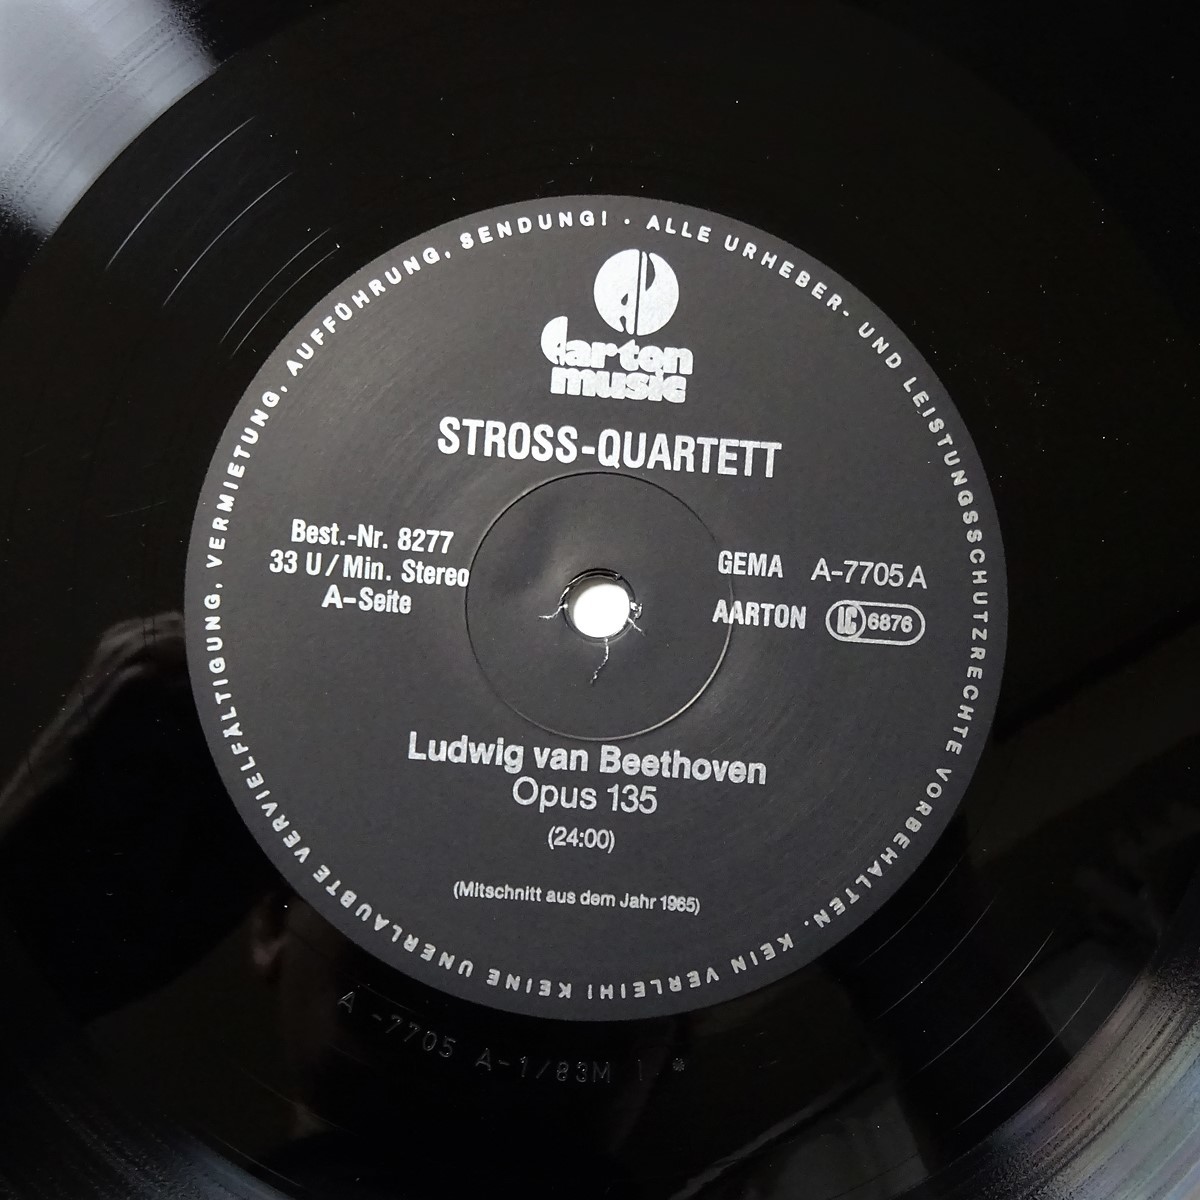 ALLE URHEBER- UND LEISTUNGSSCHUTZRECHTE VORBEHALTEN. KEIN VERLEIH! KEINE UNERLAUBTE VERVIELFÄLTIGUNG, VERMIETUNG, AUFFÜHRUNG, SENDUNG! ·
aarton
music
STROSS-QUARTETT
Best.-Nr. 8277
33 U/Min. Stereo
A-Seite
GEMA A-7705 A
AARTON LC 6876
Ludwig van Beethoven
Opus 135
(24:00)
(Mitschnitt aus dem Jahr 1965)
A -7705 A-1/83M 1 *